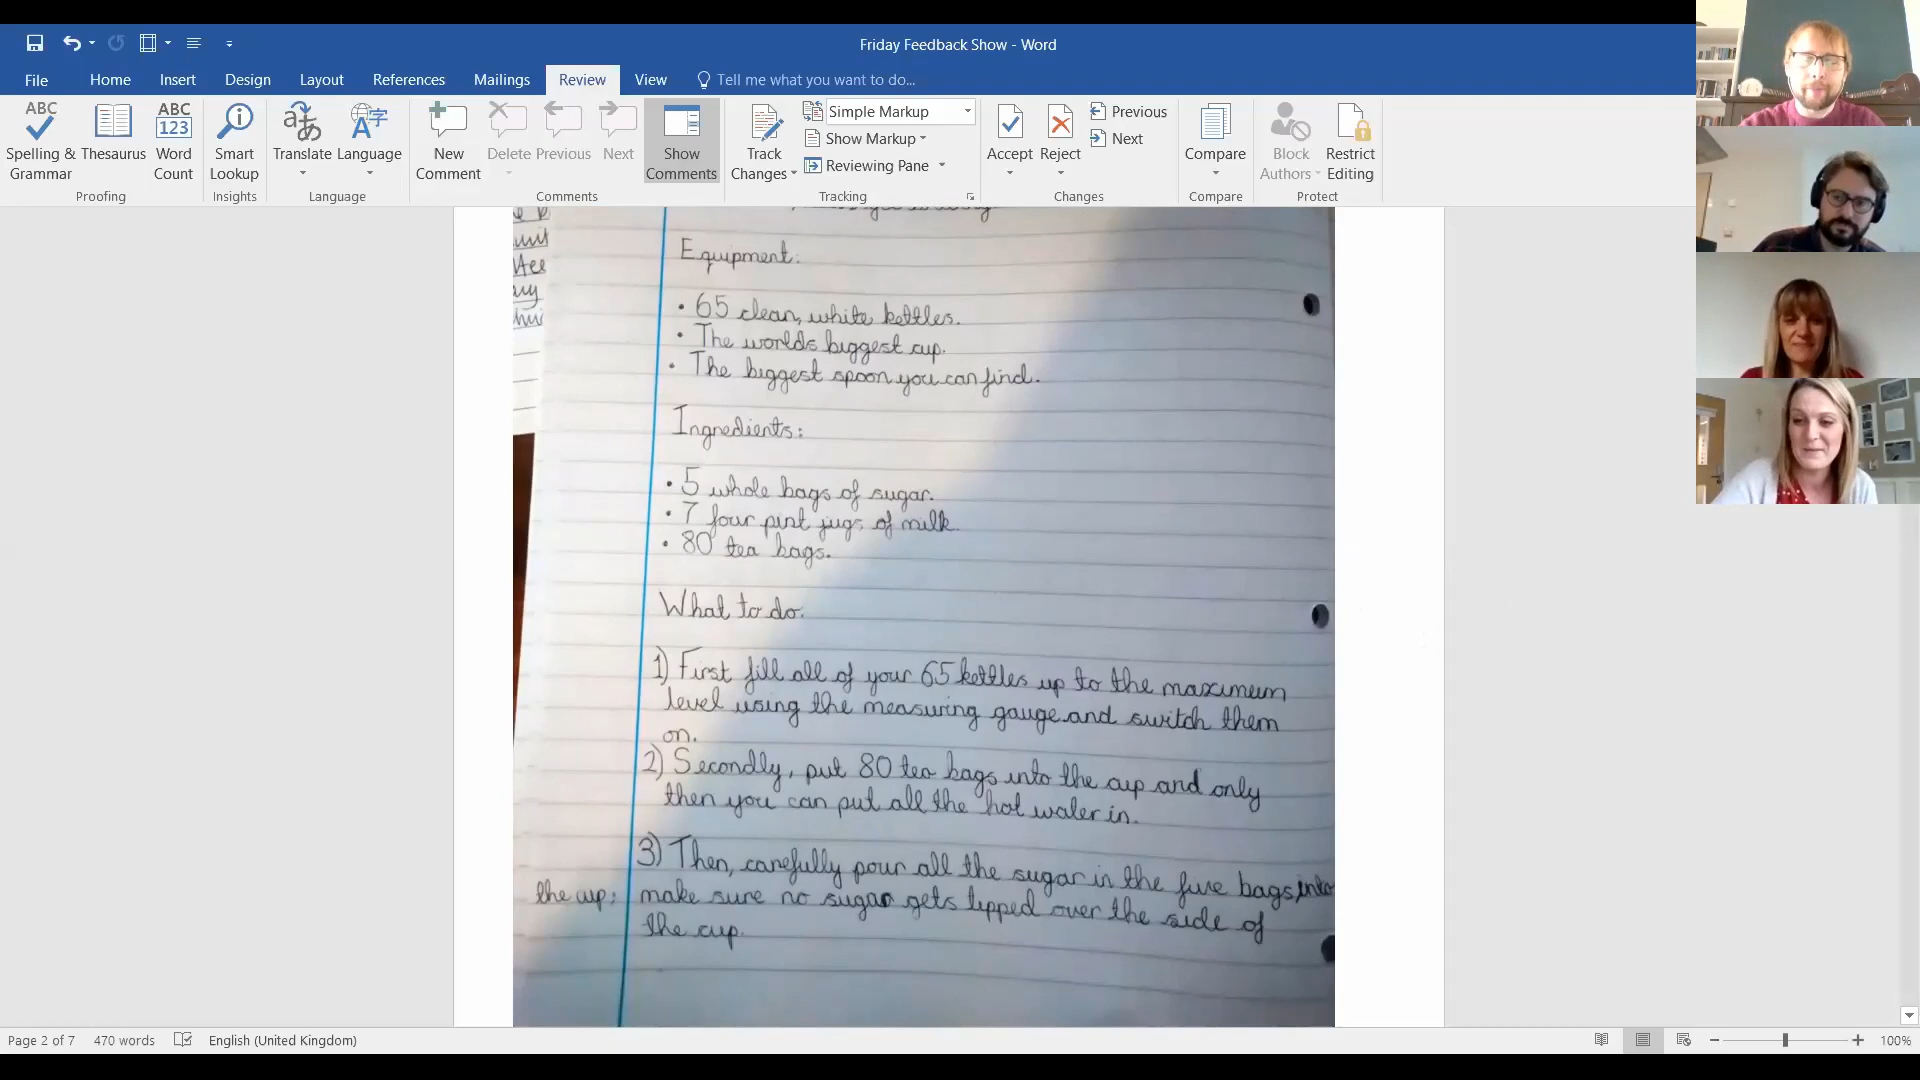 Friday Feedback Show - Word
File Home Insert Design Layout References Mailings Review View Tell me what you want to do...
ABC
Spelling & Grammar
Thesaurus
ABC 123
Word Count
Proofing
Smart Lookup
Insights
Translate
Language
Language
New Comment
Delete
Previous
Next
Show Comments
Comments
Track Changes
Simple Markup
Show Markup
Reviewing Pane
Tracking
Accept
Reject
Previous
Next
Changes
Compare
Compare
Block Authors
Restrict Editing
Protect
Equipment:
• 65 clean, white kettles.
• The worlds biggest cup.
• The biggest spoon you can find.
Ingredients:
• 5 whole bags of sugar.
• 7 four pint jugs of milk
• 80 tea bags.
What to do:
1) First fill all of your 65 kettles up to the maximum
level using the measuring gauge and switch them
on.
2) Secondly, put 80 tea bags into the cup and only
then you can put all the hot water in.
3) Then, carefully pour all the sugar in the five bags, into
the cup; make sure no sugar gets tipped over the side of
the cup.
Page 2 of 7 470 words English (United Kingdom) 100%